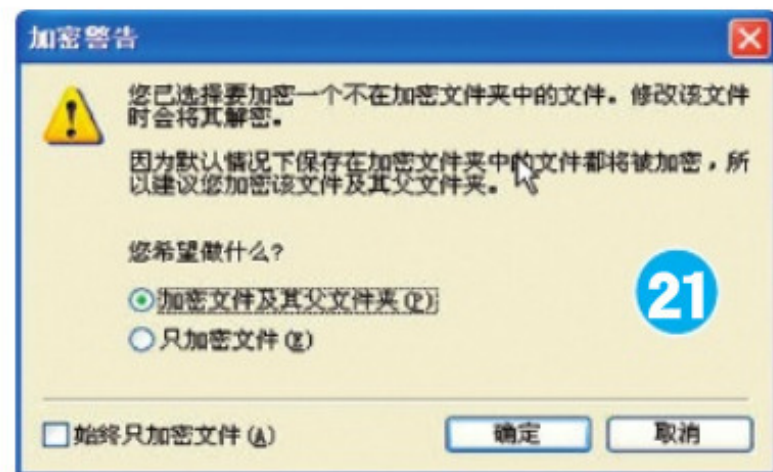 加密警告
您已选择要加密一个不在加密文件夹中的文件。修改该文件
时会将其解密。
因为默认情况下保存在加密文件夹中的文件都将被加密，所
以建议您加密该文件及其父文件夹。
您希望做什么?
加密文件及其父文件夹(P)
21
只加密文件(E)
始终只加密文件(A)
确定
取消